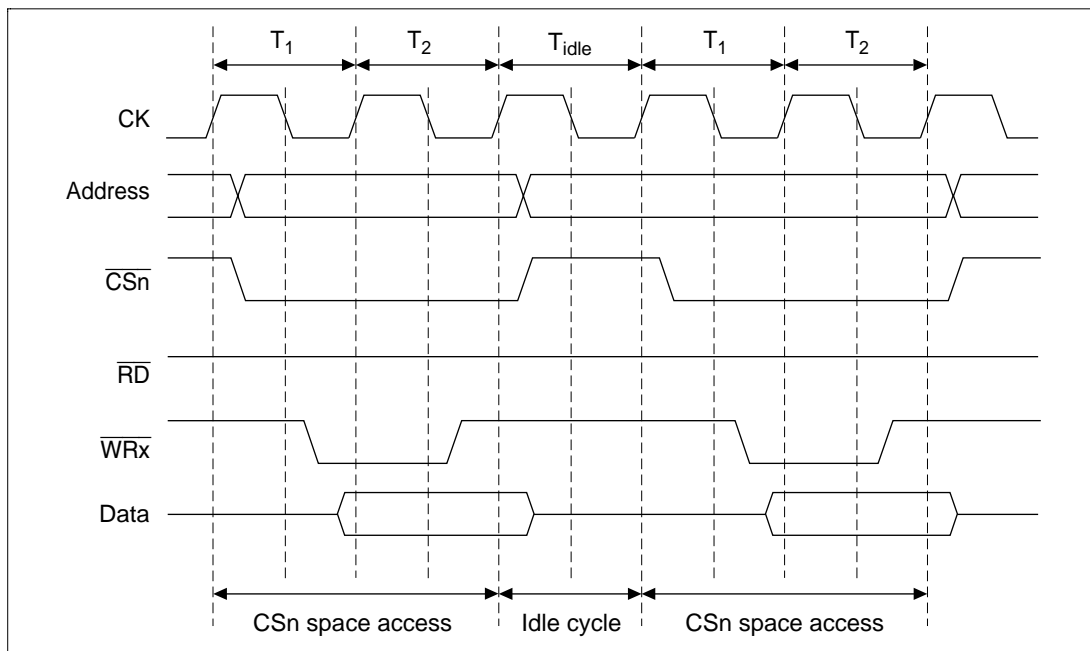 T1 T2 Tidle T1 T2
CK
Address
CSn
RD
WRx
Data
CSn space access Idle cycle CSn space access